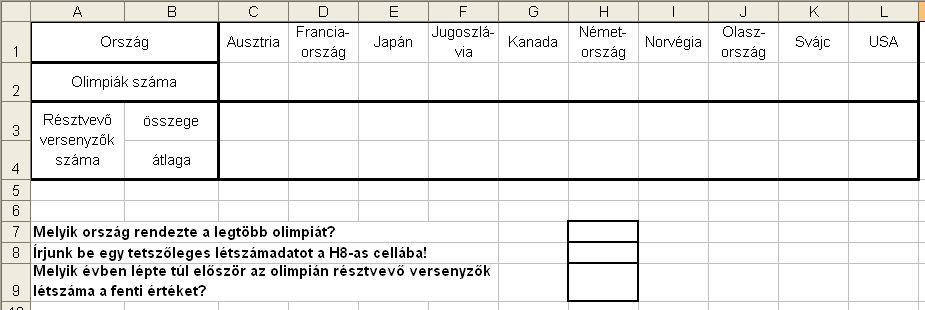 A B C D E F G H I J K L
1 Ország Ausztria Francia-ország Japán Jugoszlá-via Kanada Német-ország Norvégia Olasz-ország Svájc USA
2 Olimpiák száma
3 Résztvevő versenyzők száma összege
4 átlaga
5
6
7 Melyik ország rendezte a legtöbb olimpiát?
8 Írjunk be egy tetszőleges létszámadatot a H8-as cellába!
Melyik évben lépte túl először az olimpián résztvevő versenyzők
9 létszáma a fenti értéket?
10